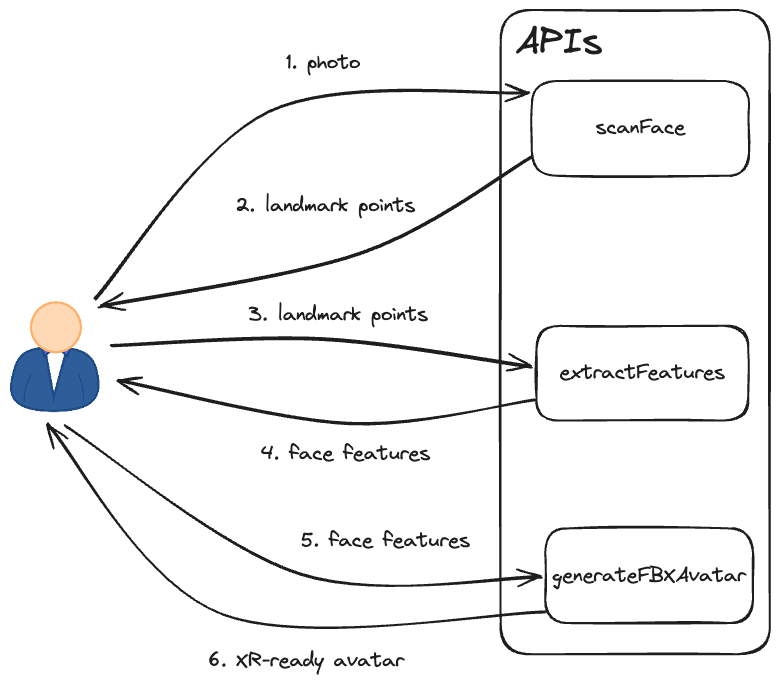 APIs
1. photo
scanFace
2. landmark points
3. landmark points
extractFeatures
4. face features
5. face features
generateFBXAvatar
6. XR-ready avatar